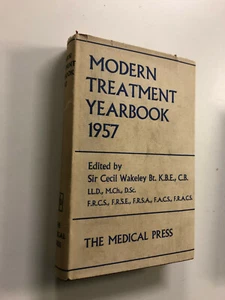 MODERN
TREATMENT
YEARBOOK
1957
Edited by
Sir Cecil Wakeley Bt. K.B.E., C.B.
LL.D., M.Ch., D.Sc.
F.R.C.S., F.R.S.E., F.R.S.A., F.A.C.S., F.R.A.C.S.
THE MEDICAL PRESS